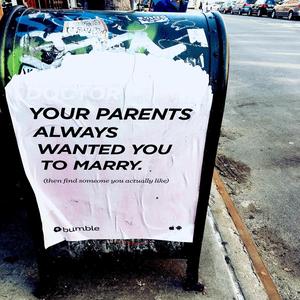 DOCTOR
YOUR PARENTS
ALWAYS
WANTED YOU
TO MARRY.
(then find someone you actually like)
bumble